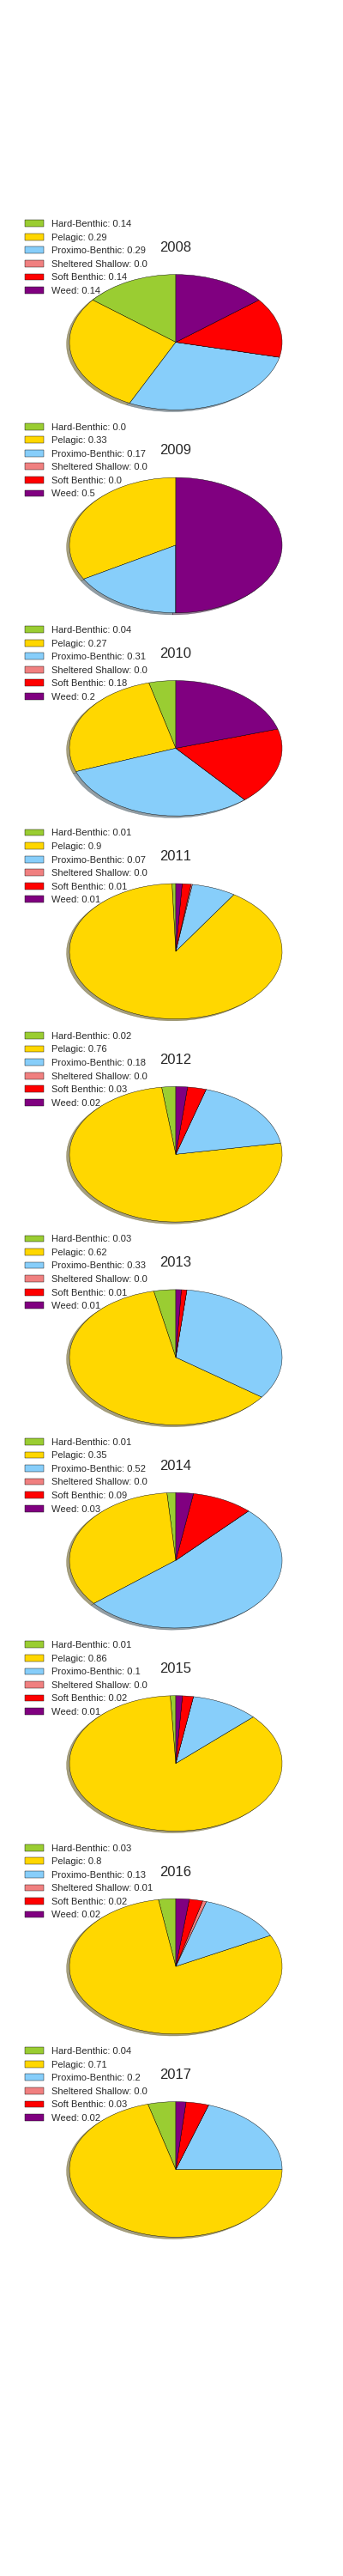 Hard-Benthic: 0.14
Pelagic: 0.29
Proximo-Benthic: 0.29
2008
Sheltered Shallow: 0.0
Soft Benthic: 0.14
Weed: 0.14
Hard-Benthic: 0.0
Pelagic: 0.33
Proximo-Benthic: 0.17
2009
Sheltered Shallow: 0.0
Soft Benthic: 0.0
Weed: 0.5
Hard-Benthic: 0.04
Pelagic: 0.27
Proximo-Benthic: 0.31
2010
Sheltered Shallow: 0.0
Soft Benthic: 0.18
Weed: 0.2
Hard-Benthic: 0.01
Pelagic: 0.9
Proximo-Benthic: 0.07
2011
Sheltered Shallow: 0.0
Soft Benthic: 0.01
Weed: 0.01
Hard-Benthic: 0.02
Pelagic: 0.76
Proximo-Benthic: 0.18
2012
Sheltered Shallow: 0.0
Soft Benthic: 0.03
Weed: 0.02
Hard-Benthic: 0.03
Pelagic: 0.62
Proximo-Benthic: 0.33
2013
Sheltered Shallow: 0.0
Soft Benthic: 0.01
Weed: 0.01
Hard-Benthic: 0.01
Pelagic: 0.35
Proximo-Benthic: 0.52
2014
Sheltered Shallow: 0.0
Soft Benthic: 0.09
Weed: 0.03
Hard-Benthic: 0.01
Pelagic: 0.86
Proximo-Benthic: 0.1
2015
Sheltered Shallow: 0.0
Soft Benthic: 0.02
Weed: 0.01
Hard-Benthic: 0.03
Pelagic: 0.8
Proximo-Benthic: 0.13
2016
Sheltered Shallow: 0.01
Soft Benthic: 0.02
Weed: 0.02
Hard-Benthic: 0.04
Pelagic: 0.71
Proximo-Benthic: 0.2
2017
Sheltered Shallow: 0.0
Soft Benthic: 0.03
Weed: 0.02